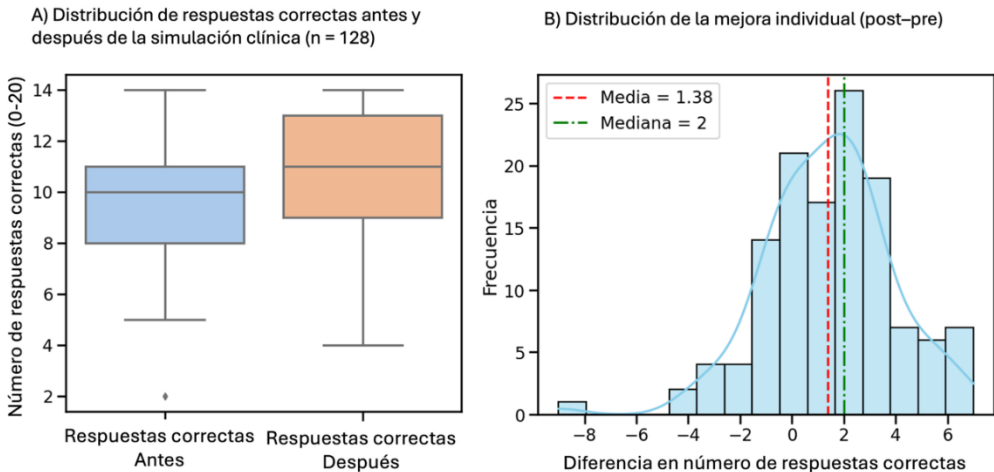 A) Distribución de respuestas correctas antes y
después de la simulación clínica (n = 128)
Número de respuestas correctas (0-20)
14
12
10
8
6
4
2
Respuestas correctas
Antes
Respuestas correctas
Después
B) Distribución de la mejora individual (post–pre)
Media = 1.38
Mediana = 2
Frecuencia
25
20
15
10
5
0
−8
−6
−4
−2
0
2
4
6
Diferencia en número de respuestas correctas